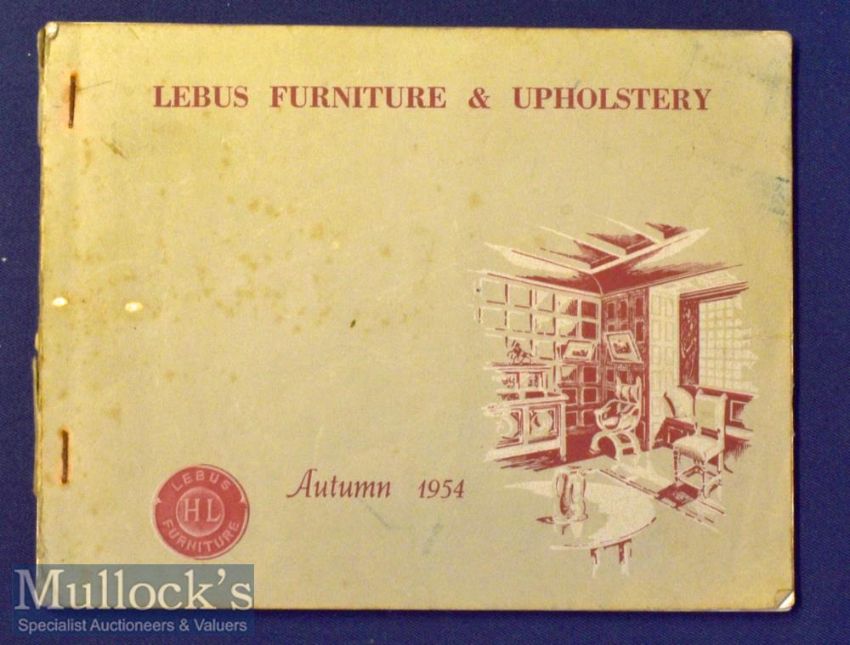 LEBUS FURNITURE & UPHOLSTERY
Autumn 1954
LEBUS
HL
FURNITURE
Mullock's
Specialist Auctioneers & Valuers